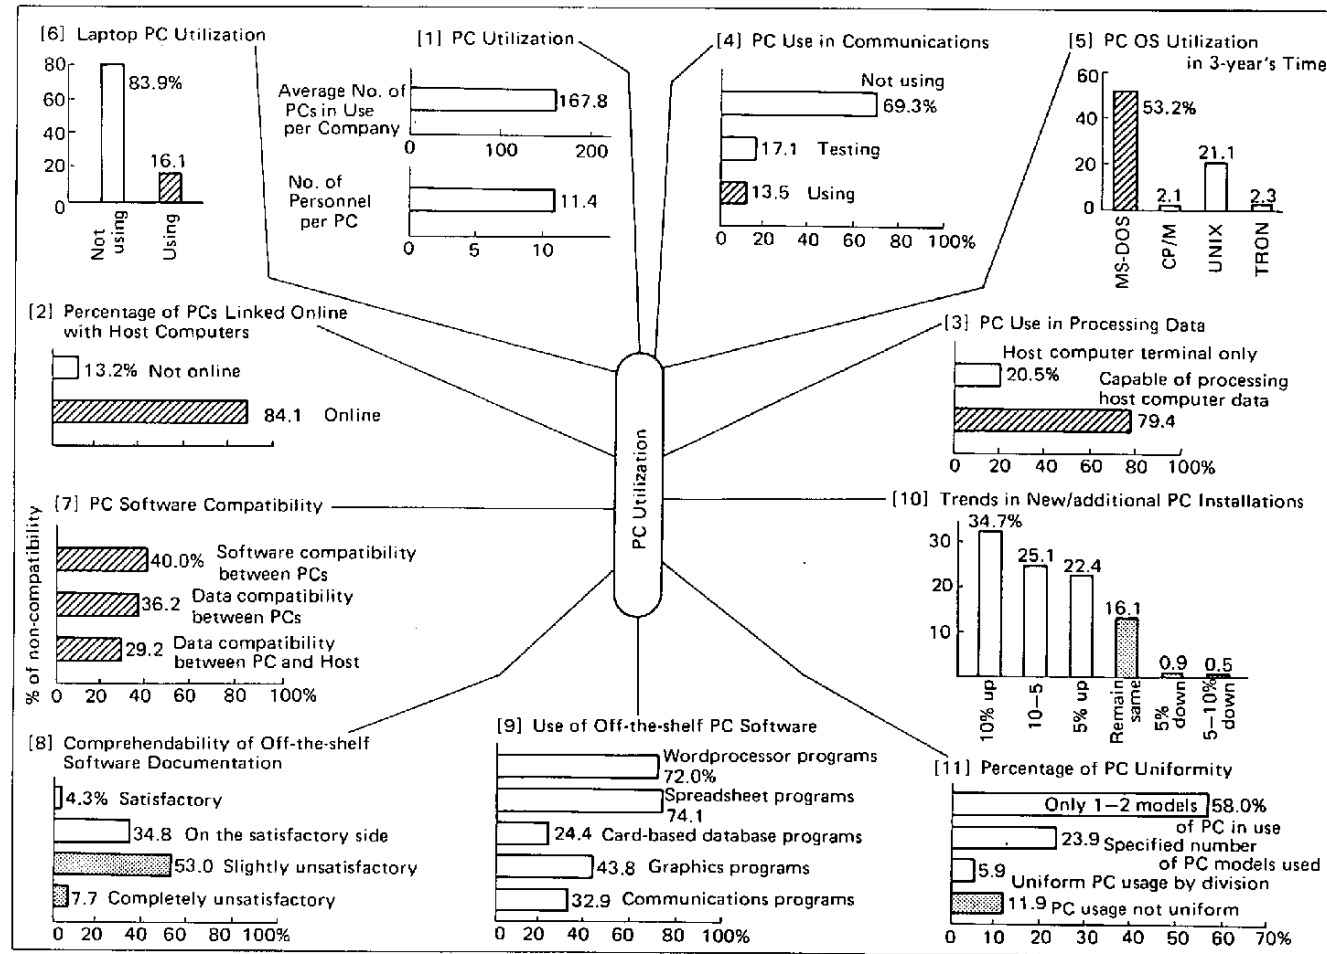 [6] Laptop PC Utilization
80
60
40
20
0
83.9%
16.1
Not
using
Using
[1] PC Utilization
Average No. of
PCs in Use
per Company
167.8
0 100 200
No. of
Personnel
per PC
11.4
0 5 10
[4] PC Use in Communications
Not using
69.3%
17.1 Testing
13.5 Using
0 20 40 60 80 100%
[5] PC OS Utilization
in 3-year's Time
60
40
20
0
53.2%
2.1
21.1
2.3
MS-DOS
CP/M
UNIX
TRON
[2] Percentage of PCs Linked Online
with Host Computers
13.2% Not online
84.1 Online
[3] PC Use in Processing Data
Host computer terminal only
20.5%
Capable of processing
host computer data
79.4
0 20 40 60 80 100%
PC Utilization
[7] PC Software Compatibility
% of non-compatibility
40.0% Software compatibility
between PCs
36.2 Data compatibility
between PCs
29.2 Data compatibility
between PC and Host
0 20 40 60 80 100%
[10] Trends in New/additional PC Installations
30
20
10
34.7%
25.1
22.4
16.1
0.9
0.5
10% up
10–5
5% up
Remain
same
5%
down
5–10%
down
[8] Comprehendability of Off-the-shelf
Software Documentation
4.3% Satisfactory
34.8 On the satisfactory side
53.0 Slightly unsatisfactory
7.7 Completely unsatisfactory
0 20 40 60 80 100%
[9] Use of Off-the-shelf PC Software
Wordprocessor programs
72.0%
Spreadsheet programs
74.1
24.4 Card-based database programs
43.8 Graphics programs
32.9 Communications programs
0 20 40 60 80 100%
[11] Percentage of PC Uniformity
Only 1–2 models 58.0%
of PC in use
23.9 Specified number
of PC models used
5.9
Uniform PC usage by division
11.9 PC usage not uniform
0 10 20 30 40 50 60 70%